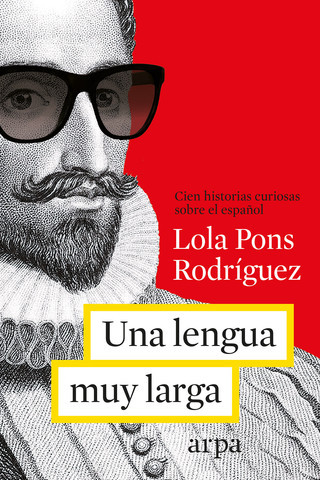 Cien historias curiosas
sobre el español
Lola Pons
Rodríguez
Una lengua
muy larga
arpa